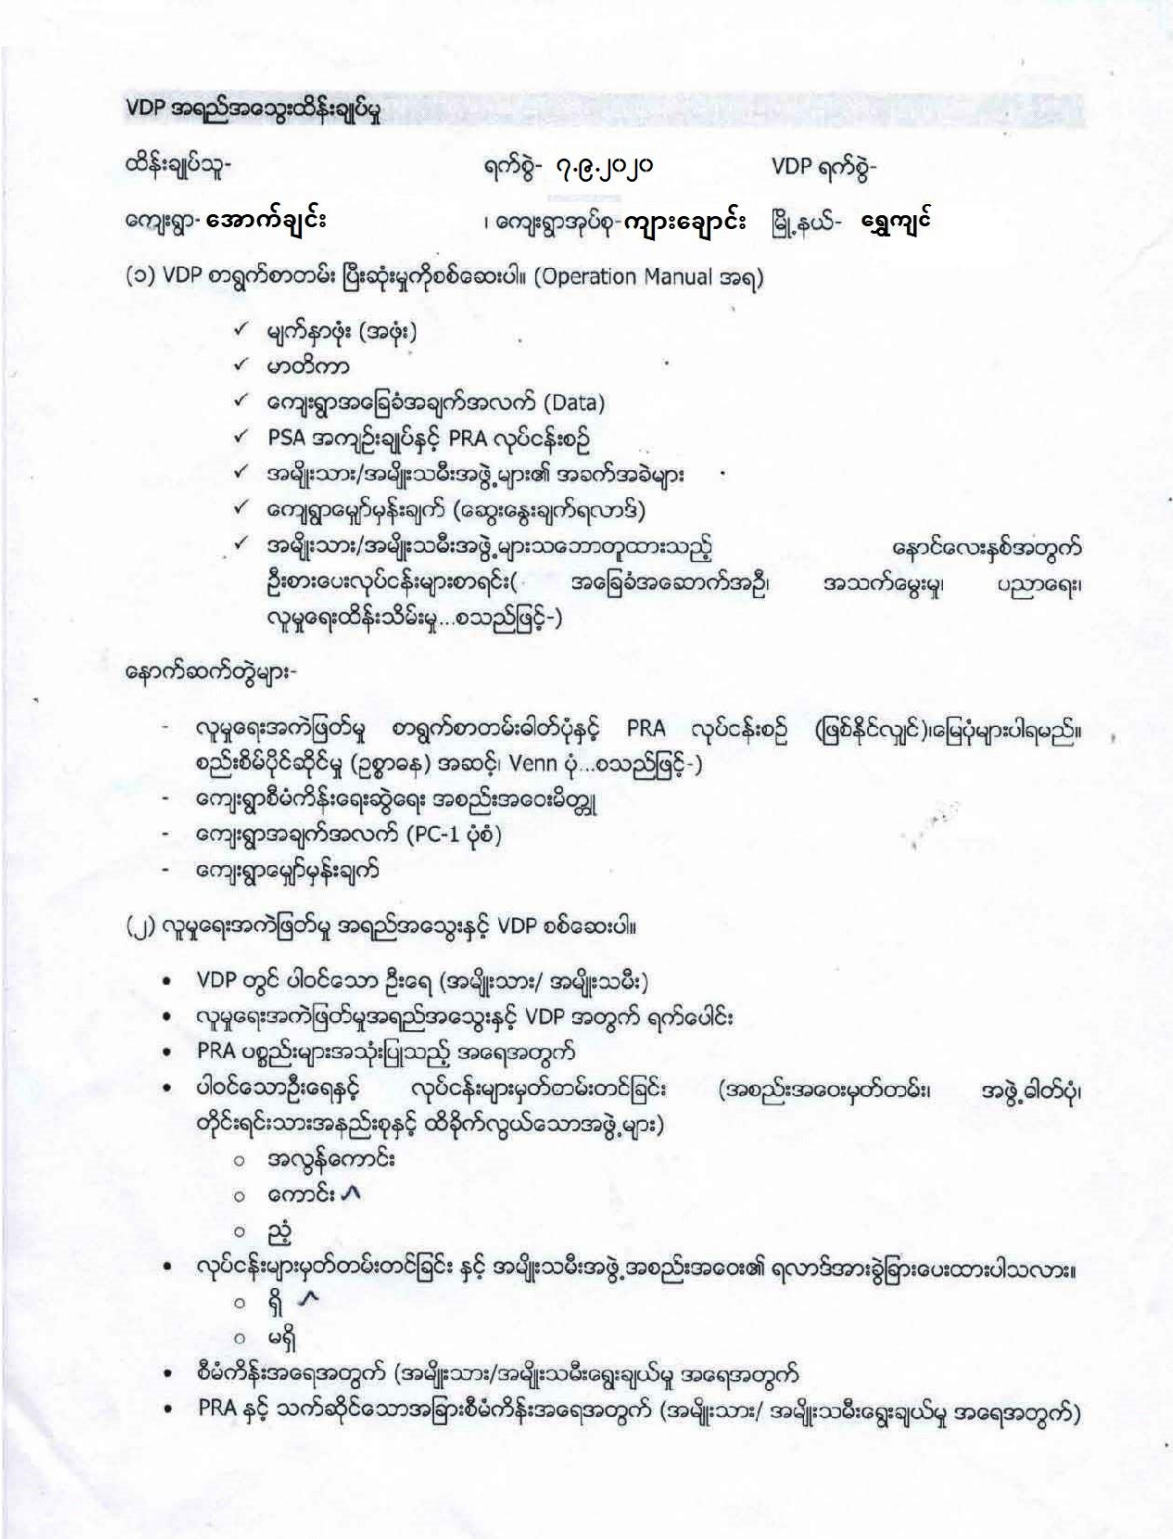 VDP အရည်အသွေးထိန်းချုပ်မှု
ထိန်းချုပ်သူ- ရက်စွဲ- ၇.၉.၂၀၂၀ VDP ရက်စွဲ-
ကျေးရွာ- အောက်ချင်း ၊ ကျေးရွာအုပ်စု-ကျားချောင်း မြို့နယ်- ရွှေကျင်
(၁) VDP စာရွက်စာတမ်း ပြီးဆုံးမှုကိုစစ်ဆေးပါ။ (Operation Manual အရ)
✓ မျက်နှာဖုံး (အဖုံး)
✓ မာတိကာ
✓ ကျေးရွာအခြေခံအချက်အလက် (Data)
✓ PSA အကျဉ်းချုပ်နှင့် PRA လုပ်ငန်းစဉ်
✓ အမျိုးသား/အမျိုးသမီးအဖွဲ့များ၏ အခက်အခဲများ
✓ ကျေရွာမျှော်မှန်းချက် (ဆွေးနွေးချက်ရလာဒ်)
✓ အမျိုးသား/အမျိုးသမီးအဖွဲ့များသဘောတူထားသည့် နောင်လေးနှစ်အတွက်
ဦးစားပေးလုပ်ငန်းများစာရင်း( အခြေခံအဆောက်အဦ၊ အသက်မွေးမှု၊ ပညာရေး၊
လူမှုရေးထိန်းသိမ်းမှု...စသည်ဖြင့်-)
နောက်ဆက်တွဲများ-
- လူမှုရေးအကဲဖြတ်မှု စာရွက်စာတမ်းဓါတ်ပုံနှင့် PRA လုပ်ငန်းစဉ် (ဖြစ်နိုင်လျှင်)၊မြေပုံများပါရမည်။
စည်းစိမ်ပိုင်ဆိုင်မှု (ဥစ္စာဓန) အဆင့်၊ Venn ပုံ...စသည်ဖြင့်-)
- ကျေးရွာစီမံကိန်းရေးဆွဲရေး အစည်းအဝေးမိတ္တူ
- ကျေးရွာအချက်အလက် (PC-1 ပုံစံ)
- ကျေးရွာမျှော်မှန်းချက်
(၂) လူမှုရေးအကဲဖြတ်မှု အရည်အသွေးနှင့် VDP စစ်ဆေးပါ။
• VDP တွင် ပါဝင်သော ဦးရေ (အမျိုးသား/ အမျိုးသမီး)
• လူမှုရေးအကဲဖြတ်မှုအရည်အသွေးနှင့် VDP အတွက် ရက်ပေါင်း
• PRA ပစ္စည်းများအသုံးပြုသည့် အရေအတွက်
• ပါဝင်သောဦးရေနှင့် လုပ်ငန်းများမှတ်တမ်းတင်ခြင်း (အစည်းအဝေးမှတ်တမ်း၊ အဖွဲ့ဓါတ်ပုံ၊
တိုင်းရင်းသားအနည်းစုနှင့် ထိခိုက်လွယ်သောအဖွဲ့များ)
o အလွန်ကောင်း
o ကောင်း ^
o ညံ့
• လုပ်ငန်းများမှတ်တမ်းတင်ခြင်း နှင့် အမျိုးသမီးအဖွဲ့အစည်းအဝေး၏ ရလာဒ်အားခွဲခြားပေးထားပါသလား။
o ရှိ ^
o မရှိ
• စီမံကိန်းအရေအတွက် (အမျိုးသား/အမျိုးသမီးရွေးချယ်မှု အရေအတွက်
• PRA နှင့် သက်ဆိုင်သောအခြားစီမံကိန်းအရေအတွက် (အမျိုးသား/ အမျိုးသမီးရွေးချယ်မှု အရေအတွက်)